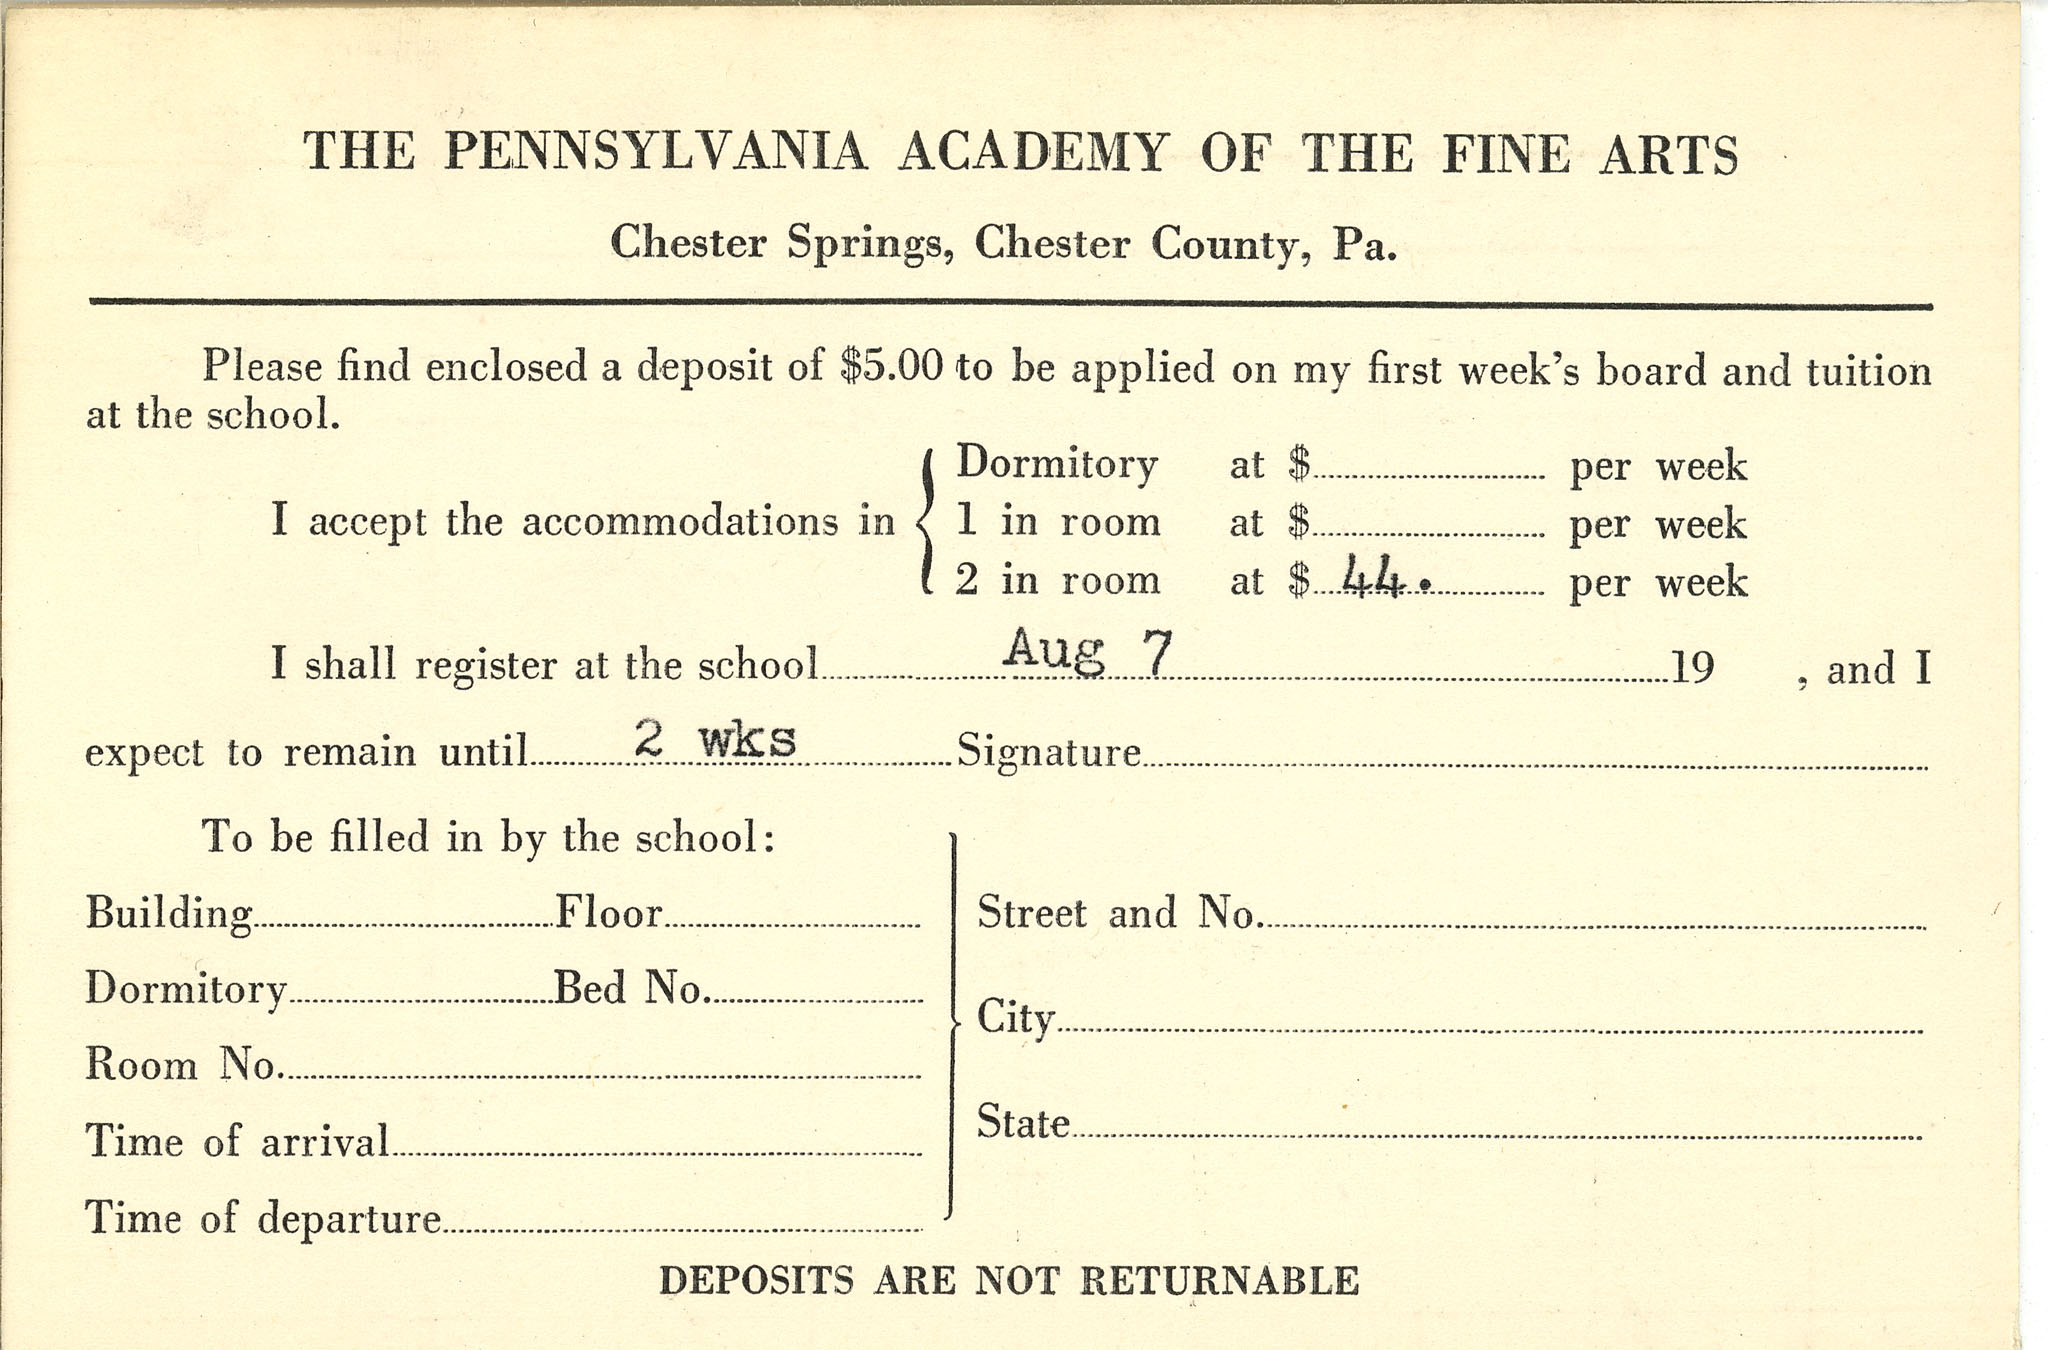 THE PENNSYLVANIA ACADEMY OF THE FINE ARTS
Chester Springs, Chester County, Pa.
Please find enclosed a deposit of $5.00 to be applied on my first week's board and tuition
at the school.
Dormitory at $ per week
I accept the accommodations in 1 in room at $ per week
2 in room at $ 44. per week
I shall register at the school Aug 7 19 , and I
expect to remain until 2 wks Signature
To be filled in by the school:
Building Floor Street and No.
Dormitory Bed No.
City
Room No.
State
Time of arrival
Time of departure
DEPOSITS ARE NOT RETURNABLE